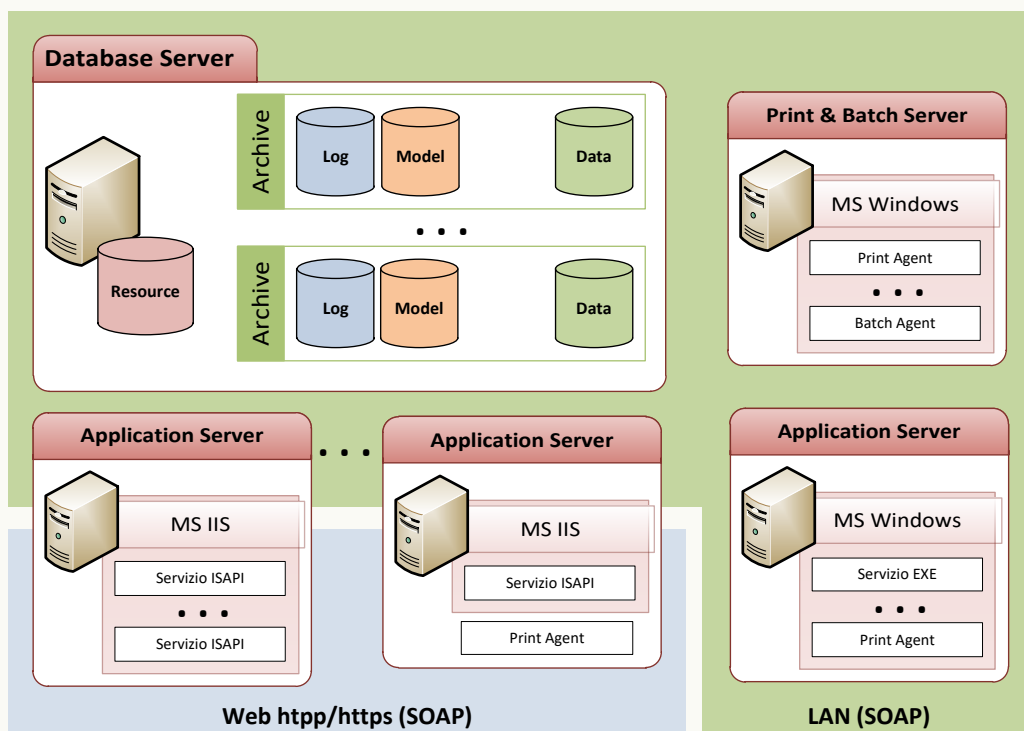 Database Server
Archive
Log
Model
Data
. . .
Resource
Archive
Log
Model
Data
Print & Batch Server
MS Windows
Print Agent
. . .
Batch Agent
Application Server
MS IIS
Servizio ISAPI
. . .
Servizio ISAPI
. . .
Application Server
MS IIS
Servizio ISAPI
Print Agent
Application Server
MS Windows
Servizio EXE
. . .
Print Agent
Web htpp/https (SOAP)
LAN (SOAP)